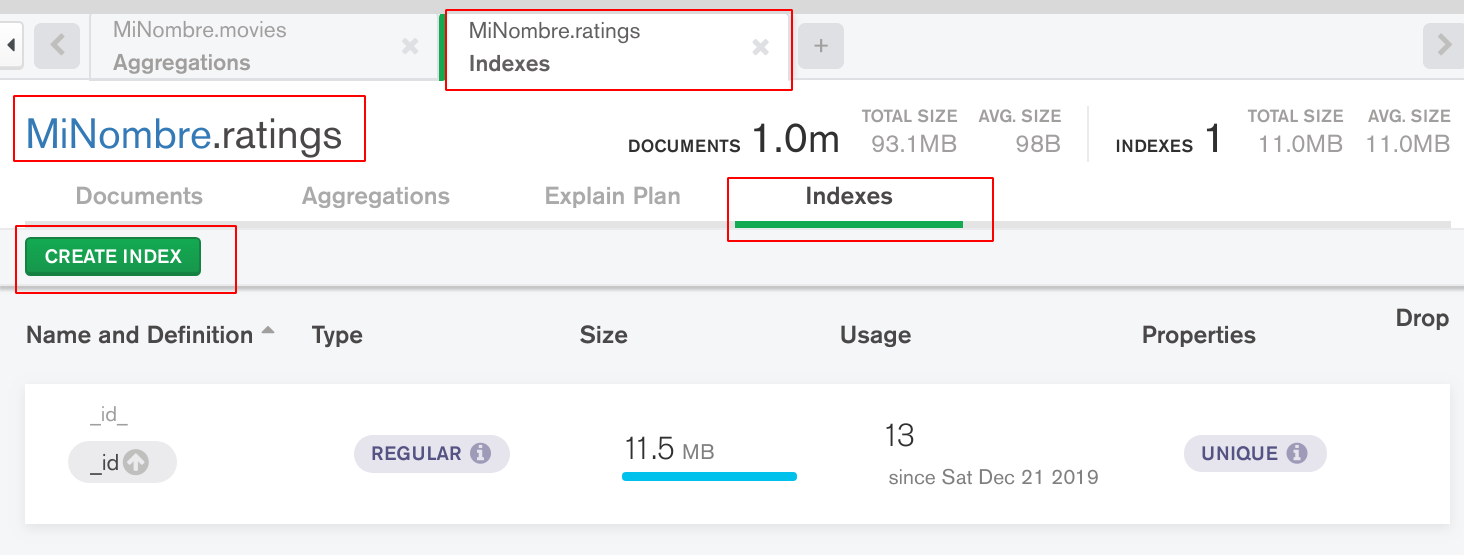 MiNombre.movies
Aggregations
MiNombre.ratings
Indexes
MiNombre.ratings
DOCUMENTS 1.0m
TOTAL SIZE AVG. SIZE
93.1MB 98B
INDEXES 1
TOTAL SIZE AVG. SIZE
11.0MB 11.0MB
Documents Aggregations Explain Plan Indexes
CREATE INDEX
Name and Definition Type Size Usage Properties Drop
_id_
_id REGULAR 11.5 MB 13 UNIQUE
since Sat Dec 21 2019